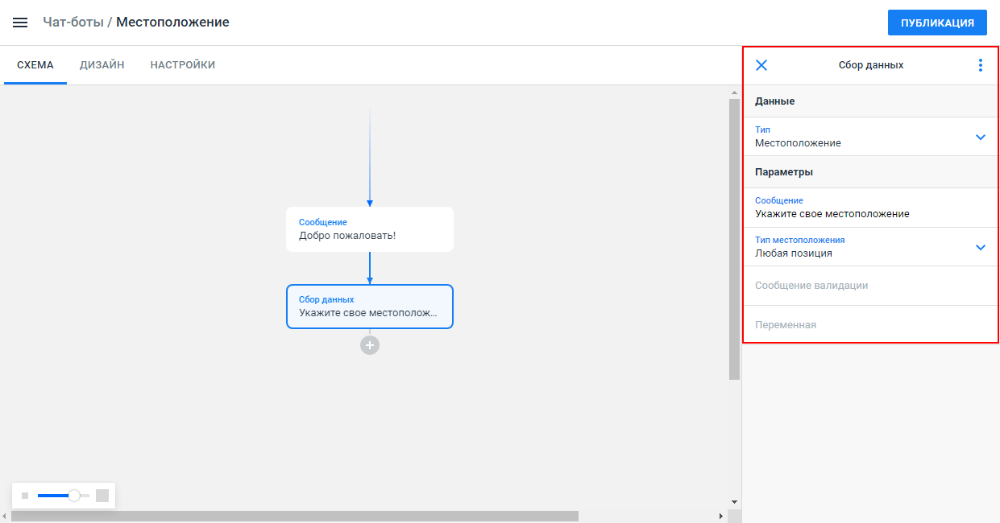 Чат-боты / Местоположение
ПУБЛИКАЦИЯ
СХЕМА ДИЗАЙН НАСТРОЙКИ
Сообщение
Добро пожаловать!
Сбор данных
Укажите свое местополож...
Сбор данных
Данные
Тип
Местоположение
Параметры
Сообщение
Укажите свое местоположение
Тип местоположения
Любая позиция
Сообщение валидации
Переменная